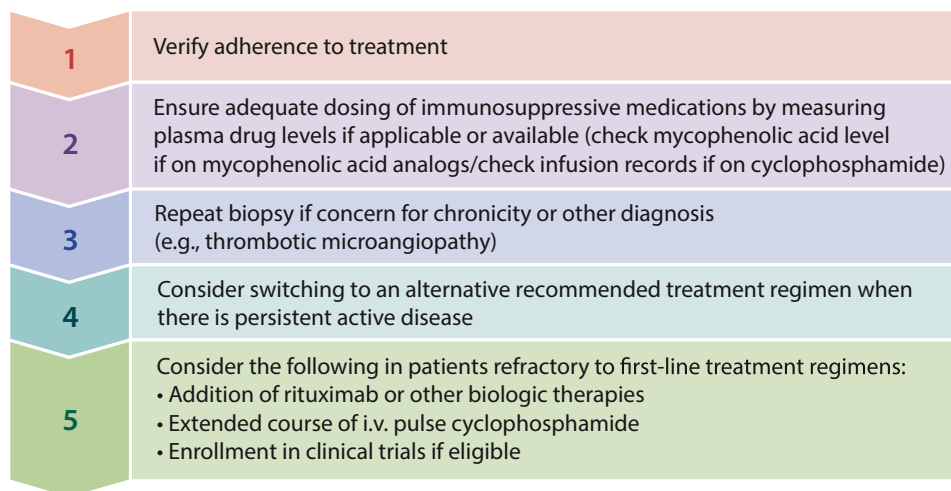 1
Verify adherence to treatment
2
Ensure adequate dosing of immunosuppressive medications by measuring
plasma drug levels if applicable or available (check mycophenolic acid level
if on mycophenolic acid analogs/check infusion records if on cyclophosphamide)
3
Repeat biopsy if concern for chronicity or other diagnosis
(e.g., thrombotic microangiopathy)
4
Consider switching to an alternative recommended treatment regimen when
there is persistent active disease
5
Consider the following in patients refractory to first-line treatment regimens:
• Addition of rituximab or other biologic therapies
• Extended course of i.v. pulse cyclophosphamide
• Enrollment in clinical trials if eligible